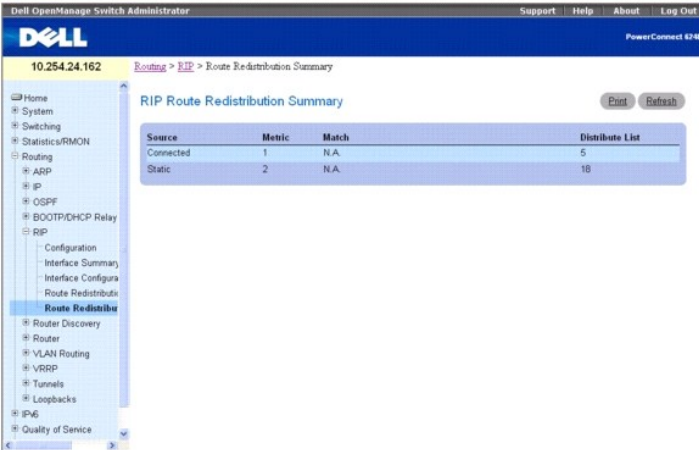 Dell OpenManage Switch Administrator
Support Help About Log Out
DELL
PowerConnect 6248
10.254.24.162
Routing > RIP > Route Redistribution Summary
Home
System
Switching
Statistics/RMON
Routing
ARP
IP
OSPF
BOOTP/DHCP Relay
RIP
Configuration
Interface Summary
Interface Configura
Route Redistributio
Route Redistribu
Router Discovery
Router
VLAN Routing
VRRP
Tunnels
Loopbacks
IPv6
Quality of Service
RIP Route Redistribution Summary
Print Refresh
Source Metric Match Distribute List
Connected 1 N.A. 5
Static 2 N.A. 18